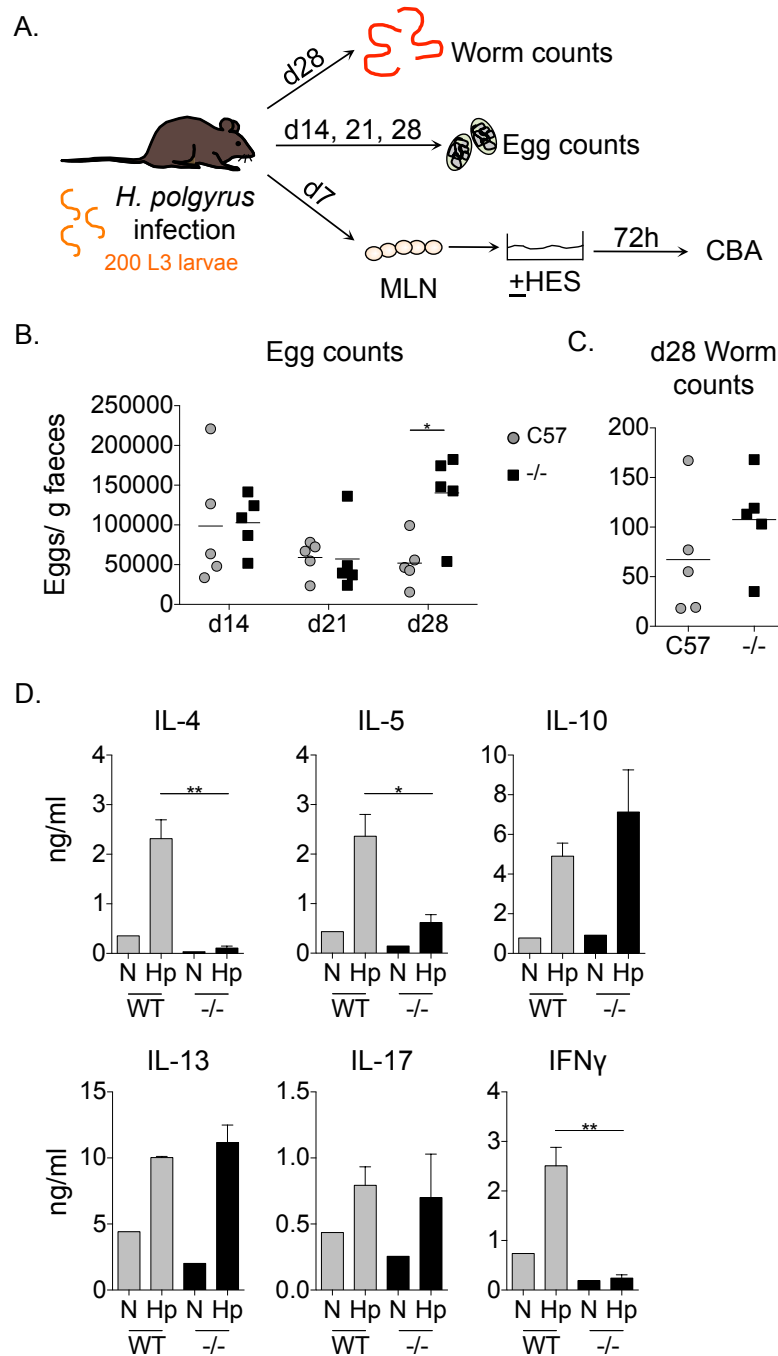 A.
d28
Worm counts
d14, 21, 28
Egg counts
H. polgyrus
infection
200 L3 larvae
d7
MLN
±HES
72h
CBA
B.
Egg counts
Eggs/ g faeces
250000
200000
150000
100000
50000
0
d14
d21
d28
*
C57
-/-
C.
d28 Worm
counts
200
150
100
50
0
C57
-/-
D.
IL-4
ng/ml
4
3
2
1
0
**
N Hp N Hp
WT -/-
IL-5
4
3
2
1
0
*
N Hp N Hp
WT -/-
IL-10
10
8
6
4
2
0
N Hp N Hp
WT -/-
IL-13
ng/ml
15
10
5
0
N Hp N Hp
WT -/-
IL-17
1.5
1.0
0.5
0.0
N Hp N Hp
WT -/-
IFNγ
4
3
2
1
0
**
N Hp N Hp
WT -/-